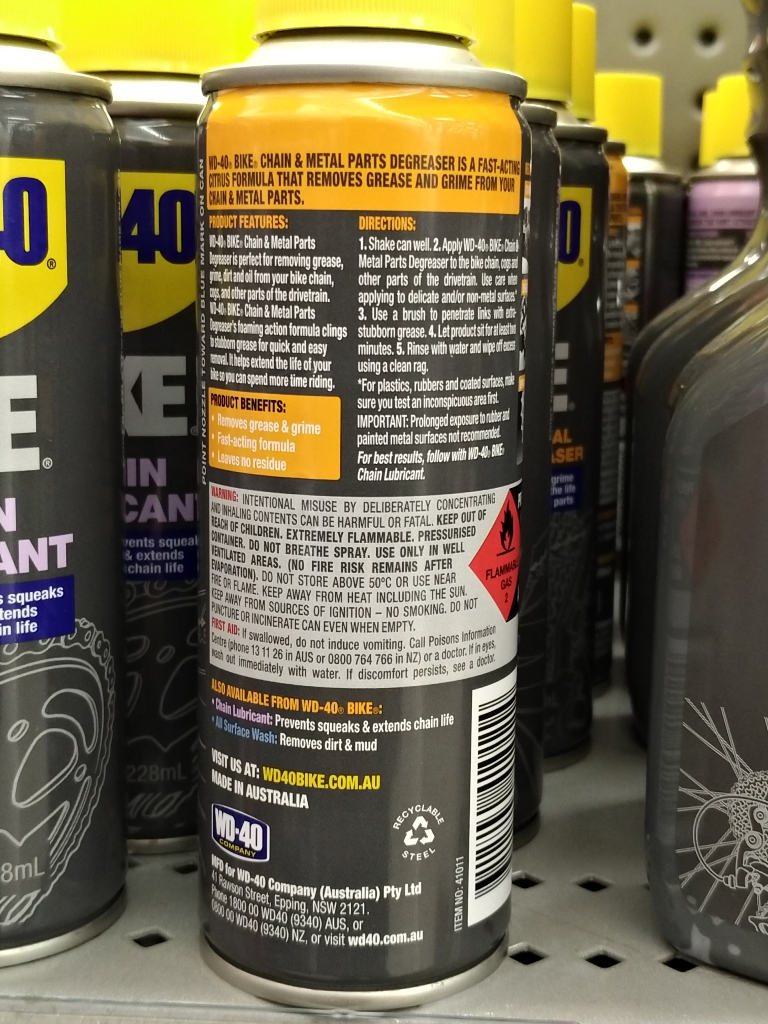 WD-40® BIKE® CHAIN & METAL PARTS DEGREASER IS A FAST-ACTING
CITRUS FORMULA THAT REMOVES GREASE AND GRIME FROM YOUR
CHAIN & METAL PARTS.
POINT NOZZLE TOWARD BLUE MARK ON CAN
PRODUCT FEATURES:
WD-40® BIKE® Chain & Metal Parts
Degreaser is perfect for removing grease,
grime, dirt and oil from your bike chain,
cogs, and other parts of the drivetrain.
WD-40® BIKE® Chain & Metal Parts
Degreaser's foaming action formula clings
to stubborn grease for quick and easy
removal. It helps extend the life of your
bike so you can spend more time riding.
PRODUCT BENEFITS:
• Removes grease & grime
• Fast-acting formula
• Leaves no residue
DIRECTIONS:
1. Shake can well. 2. Apply WD-40® BIKE® Chain &
Metal Parts Degreaser to the bike chain, cogs and
other parts of the drivetrain. Use care when
applying to delicate and/or non-metal surfaces.*
3. Use a brush to penetrate links with extra-
stubborn grease. 4. Let product sit for at least two
minutes. 5. Rinse with water and wipe off excess
using a clean rag.
*For plastics, rubbers and coated surfaces, make
sure you test an inconspicuous area first.
IMPORTANT: Prolonged exposure to rubber and
painted metal surfaces not recommended.
For best results, follow with WD-40® BIKE®
Chain Lubricant.
WARNING: INTENTIONAL MISUSE BY DELIBERATELY CONCENTRATING
AND INHALING CONTENTS CAN BE HARMFUL OR FATAL. KEEP OUT OF
REACH OF CHILDREN. EXTREMELY FLAMMABLE. PRESSURISED
CONTAINER. DO NOT BREATHE SPRAY. USE ONLY IN WELL
VENTILATED AREAS. (NO FIRE RISK REMAINS AFTER
EVAPORATION). DO NOT STORE ABOVE 50°C OR USE NEAR
FIRE OR FLAME. KEEP AWAY FROM HEAT INCLUDING THE SUN.
KEEP AWAY FROM SOURCES OF IGNITION – NO SMOKING. DO NOT
PUNCTURE OR INCINERATE CAN EVEN WHEN EMPTY.
FIRST AID: If swallowed, do not induce vomiting. Call Poisons Information
Centre (phone 13 11 26 in AUS or 0800 764 766 in NZ) or a doctor. If in eyes,
wash out immediately with water. If discomfort persists, see a doctor.
FLAMMABLE
GAS
2
ALSO AVAILABLE FROM WD-40® BIKE®:
• Chain Lubricant: Prevents squeaks & extends chain life
• All Surface Wash: Removes dirt & mud
VISIT US AT: WD40BIKE.COM.AU
MADE IN AUSTRALIA
WD-40
COMPANY
RECYCLABLE
STEEL
MFD for WD-40 Company (Australia) Pty Ltd
41 Rawson Street, Epping, NSW 2121.
Phone 1800 00 WD40 (9340) AUS, or
0800 00 WD40 (9340) NZ, or visit wd40.com.au
ITEM NO: 41011
40®
E®
N
ANT
s squeaks
tends
in life
8mL
40
KE
IN
CANT
vents squeaks
& extends
chain life
228mL
0
E
AL
ASER
grime
the life
parts